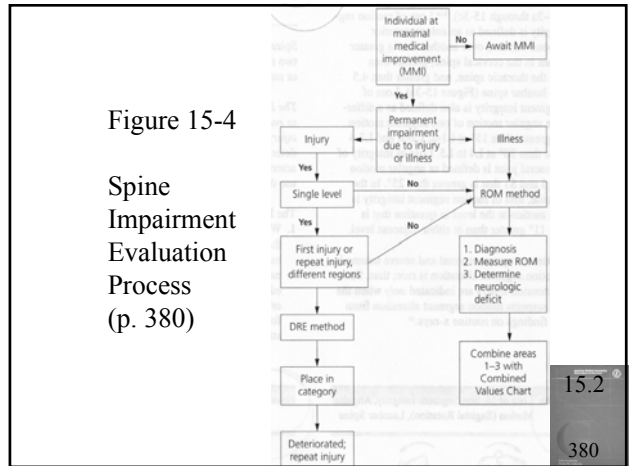 Figure 15-4
Spine
Impairment
Evaluation
Process
(p. 380)
Individual at
maximal
medical
improvement
(MMI)
No
Await MMI
Yes
Injury
Permanent
impairment
due to injury
or illness
Illness
Yes
Single level
No
ROM method
Yes
No
First injury or
repeat injury,
different regions
1. Diagnosis
2. Measure ROM
3. Determine
neurologic
deficit
DRE method
Place in
category
Combine areas
1–3 with
Combined
Values Chart
Deteriorated;
repeat injury
15.2
380